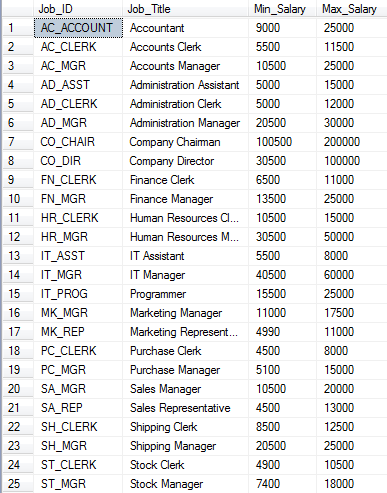 Job_ID Job_Title Min_Salary Max_Salary
1 AC_ACCOUNT Accountant 9000 25000
2 AC_CLERK Accounts Clerk 5500 11500
3 AC_MGR Accounts Manager 10500 25000
4 AD_ASST Administration Assistant 5000 15000
5 AD_CLERK Administration Clerk 5000 12000
6 AD_MGR Administration Manager 20500 30000
7 CO_CHAIR Company Chairman 100500 200000
8 CO_DIR Company Director 30500 100000
9 FN_CLERK Finance Clerk 6500 11000
10 FN_MGR Finance Manager 13500 25000
11 HR_CLERK Human Resources Cl... 10500 15000
12 HR_MGR Human Resources M... 30500 50000
13 IT_ASST IT Assistant 5500 8000
14 IT_MGR IT Manager 40500 60000
15 IT_PROG Programmer 15500 25000
16 MK_MGR Marketing Manager 11000 17500
17 MK_REP Marketing Represent... 4990 11000
18 PC_CLERK Purchase Clerk 4500 8000
19 PC_MGR Purchase Manager 5100 15000
20 SA_MGR Sales Manager 10500 20000
21 SA_REP Sales Representative 4500 13000
22 SH_CLERK Shipping Clerk 8500 12500
23 SH_MGR Shipping Manager 20500 25000
24 ST_CLERK Stock Clerk 4900 10500
25 ST_MGR Stock Manager 7400 18000